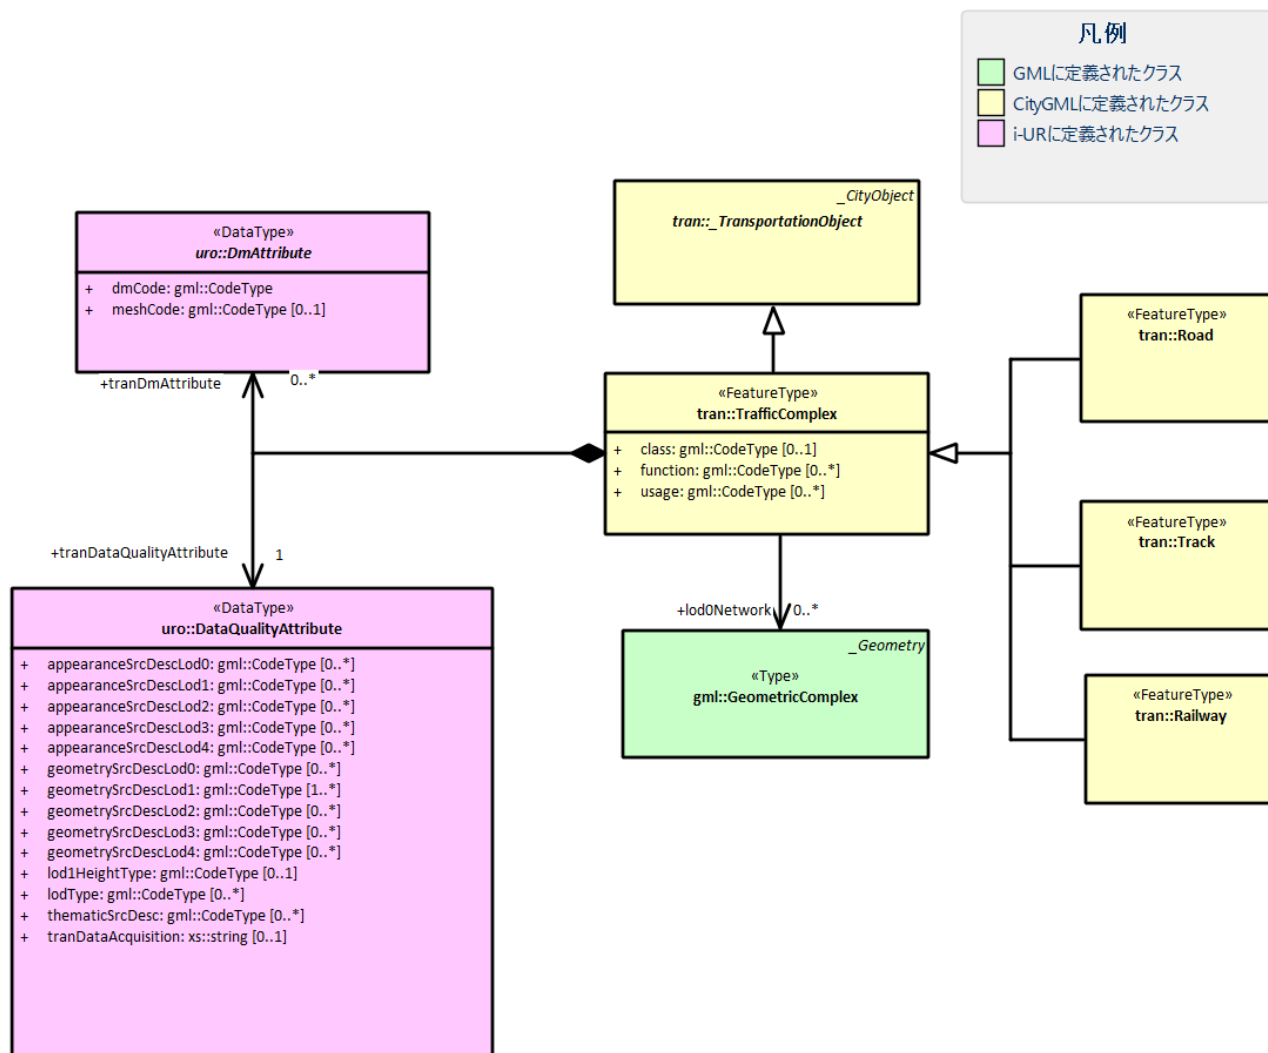 凡例
GMLに定義されたクラス
CityGMLに定義されたクラス
i-URに定義されたクラス
_CityObject
tran::_TransportationObject
«DataType»
uro::DmAttribute
+ dmCode: gml::CodeType
+ meshCode: gml::CodeType [0..1]
+tranDmAttribute
0..*
«FeatureType»
tran::TrafficComplex
+ class: gml::CodeType [0..1]
+ function: gml::CodeType [0..*]
+ usage: gml::CodeType [0..*]
«FeatureType»
tran::Road
«FeatureType»
tran::Track
«FeatureType»
tran::Railway
+tranDataQualityAttribute
1
+lod0Network
0..*
_Geometry
«Type»
gml::GeometricComplex
«DataType»
uro::DataQualityAttribute
+ appearanceSrcDescLod0: gml::CodeType [0..*]
+ appearanceSrcDescLod1: gml::CodeType [0..*]
+ appearanceSrcDescLod2: gml::CodeType [0..*]
+ appearanceSrcDescLod3: gml::CodeType [0..*]
+ appearanceSrcDescLod4: gml::CodeType [0..*]
+ geometrySrcDescLod0: gml::CodeType [0..*]
+ geometrySrcDescLod1: gml::CodeType [1..*]
+ geometrySrcDescLod2: gml::CodeType [0..*]
+ geometrySrcDescLod3: gml::CodeType [0..*]
+ geometrySrcDescLod4: gml::CodeType [0..*]
+ lod1HeightType: gml::CodeType [0..1]
+ lodType: gml::CodeType [0..*]
+ thematicSrcDesc: gml::CodeType [0..*]
+ tranDataAcquisition: xs::string [0..1]